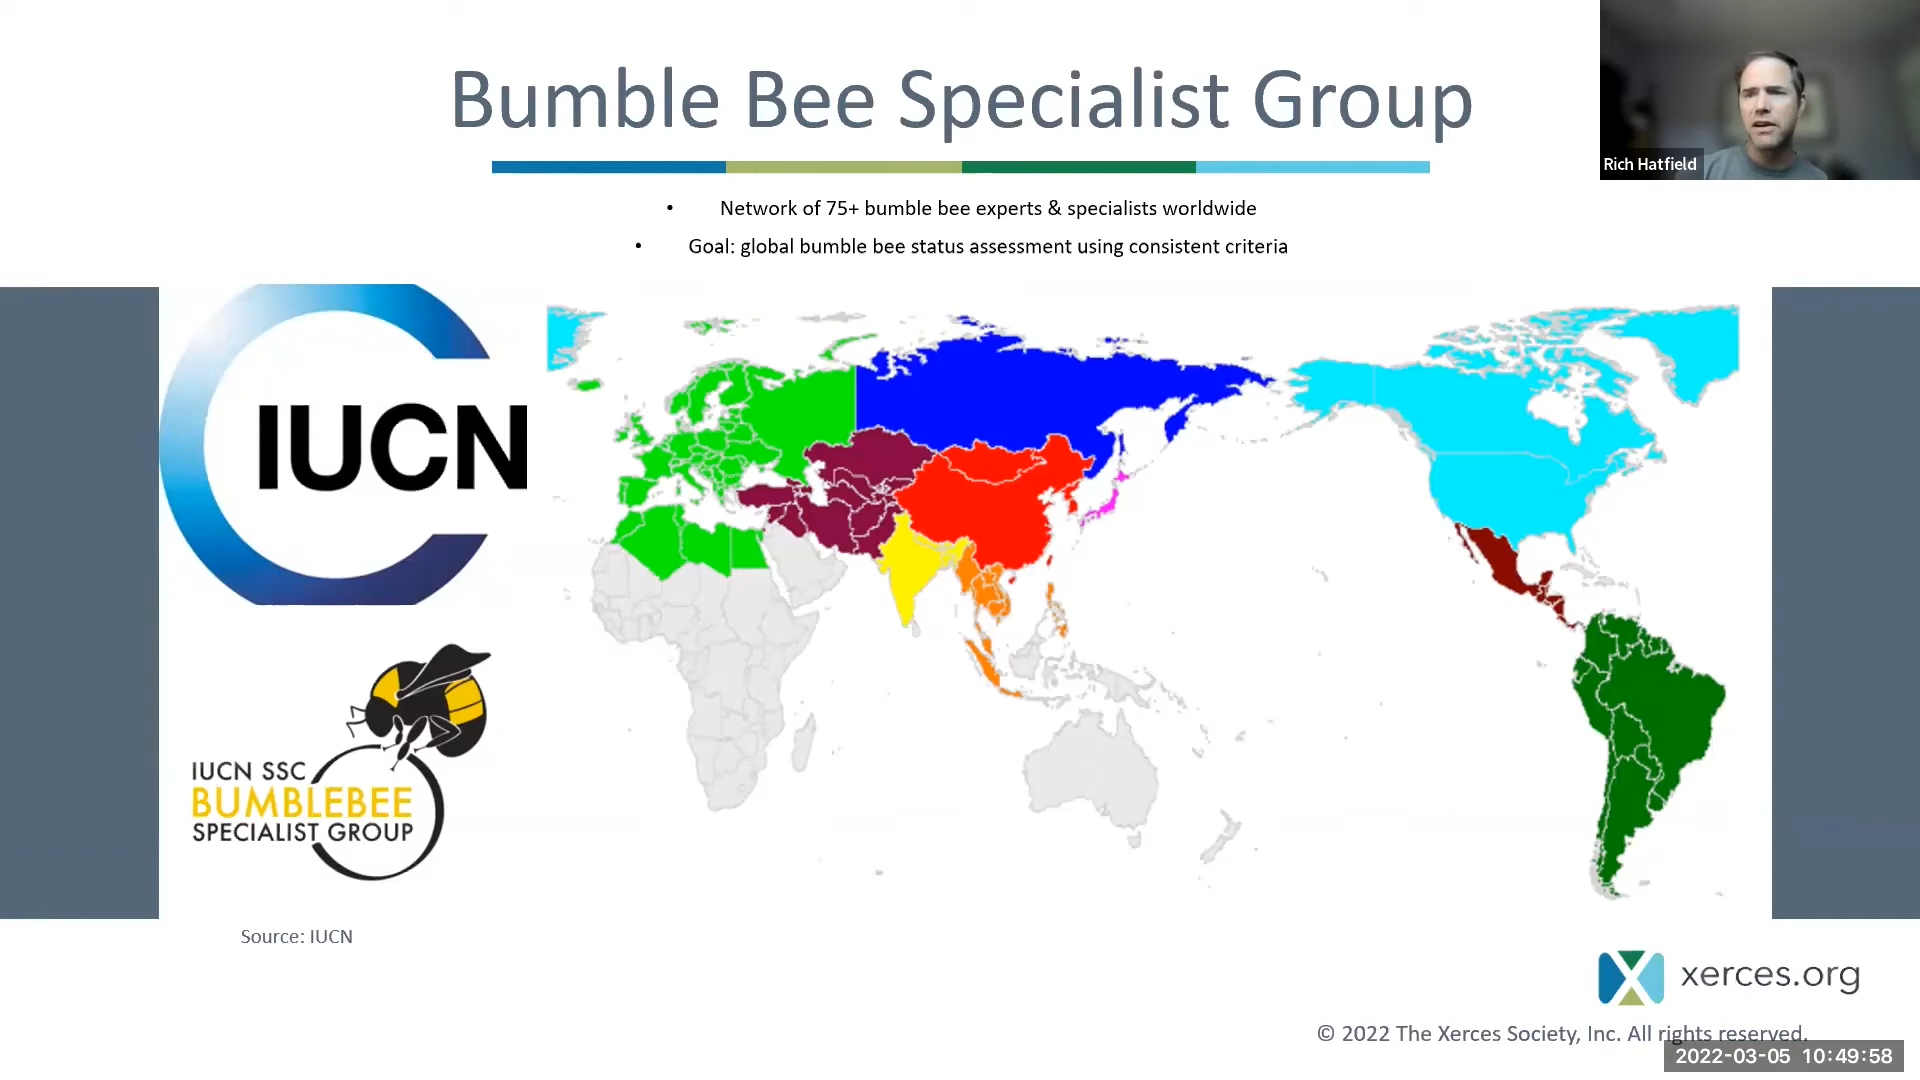 Bumble Bee Specialist Group
Rich Hatfield
• Network of 75+ bumble bee experts & specialists worldwide
• Goal: global bumble bee status assessment using consistent criteria
IUCN
IUCN SSC
BUMBLEBEE
SPECIALIST GROUP
Source: IUCN
xerces.org
© 2022 The Xerces Society, Inc. All rights reserved.
2022-03-05 10:49:58